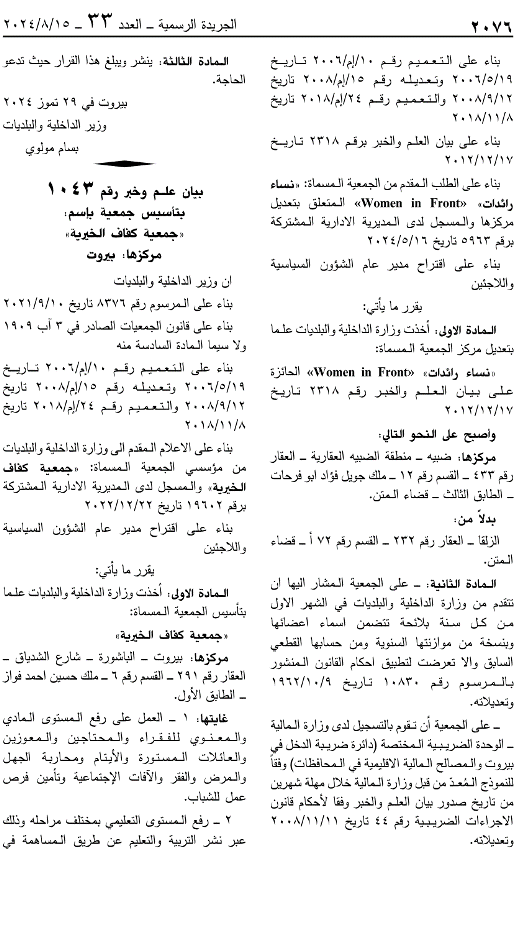 ٢٠٧٦
الجريدة الرسمية ـ العدد ٣٣ ـ ٢٠٢٤/٨/١٥
بناء على التعميم رقم ١٠/إم/٢٠٠٦ تاريخ
٢٠٠٦/٥/١٩ وتعديله رقم ١٥/إم/٢٠٠٨ تاريخ
٢٠٠٨/٩/١٢ والتعميم رقم ٢٤/إم/٢٠١٨ تاريخ
٢٠١٨/١١/٨
بناء على بيان العلم والخبر برقم ٢٣١٨ تاريخ
٢٠١٢/١٢/١٧
بناء على الطلب المقدم من الجمعية المسماة: «نساء
رائدات» «Women in Front» المتعلق بتعديل
مركزها والمسجل لدى المديرية الادارية المشتركة
برقم ٥٩٦٣ تاريخ ٢٠٢٤/٥/١٦
بناء على اقتراح مدير عام الشؤون السياسية
واللاجئين
يقرر ما يأتي:
المادة الاولى: أخذت وزارة الداخلية والبلديات علما
بتعديل مركز الجمعية المسماة:
«نساء رائدات» «Women in Front» الحائزة
على بيان العلم والخبر رقم ٢٣١٨ تاريخ
٢٠١٢/١٢/١٧
واصبح على النحو التالي:
مركزها: ضبيه ـ منطقة الضبيه العقارية ـ العقار
رقم ٤٣٣ ـ القسم رقم ١٢ ـ ملك جويل فؤاد ابو فرحات
ـ الطابق الثالث ـ قضاء المتن.
بدلاً من:
الزلقا ـ العقار رقم ٢٣٢ ـ القسم رقم ٧٢ أ ـ قضاء
المتن.
المادة الثانية: ـ على الجمعية المشار اليها ان
تتقدم من وزارة الداخلية والبلديات في الشهر الاول
من كل سنة بلائحة تتضمن اسماء اعضائها
وبنسخة من موازنتها السنوية ومن حسابها القطعي
السابق والا تعرضت لتطبيق احكام القانون المنشور
بالمرسوم رقم ١٠٨٣٠ تاريخ ١٩٦٢/١٠/٩
وتعديلاته.
ـ على الجمعية أن تقوم بالتسجيل لدى وزارة المالية
ـ الوحدة الضريبية المختصة (دائرة ضريبة الدخل في
بيروت والمصالح المالية الاقليمية في المحافظات) وفقاً
للنموذج المُعدّ من قبل وزارة المالية خلال مهلة شهرين
من تاريخ صدور بيان العلم والخبر وفقا لأحكام قانون
الاجراءات الضريبية رقم ٤٤ تاريخ ٢٠٠٨/١١/١١
وتعديلاته.
المادة الثالثة: ينشر ويبلغ هذا القرار حيث تدعو
الحاجة.
بيروت في ٢٩ تموز ٢٠٢٤
وزير الداخلية والبلديات
بسام مولوي
بيان علم وخبر رقم ١٠٤٣
بتأسيس جمعية بإسم:
«جمعية كفاف الخيرية»
مركزها: بيروت
ان وزير الداخلية والبلديات
بناء على المرسوم رقم ٨٣٧٦ تاريخ ٢٠٢١/٩/١٠
بناء على قانون الجمعيات الصادر في ٣ آب ١٩٠٩
ولا سيما المادة السادسة منه
بناء على التعميم رقم ١٠/إم/٢٠٠٦ تاريخ
٢٠٠٦/٥/١٩ وتعديله رقم ١٥/إم/٢٠٠٨ تاريخ
٢٠٠٨/٩/١٢ والتعميم رقم ٢٤/إم/٢٠١٨ تاريخ
٢٠١٨/١١/٨
بناء على الاعلام المقدم الى وزارة الداخلية والبلديات
من مؤسسي الجمعية المسماة: «جمعية كفاف
الخيرية» والمسجل لدى المديرية الادارية المشتركة
برقم ١٩٦٠٢ تاريخ ٢٠٢٢/١٢/٢٢
بناء على اقتراح مدير عام الشؤون السياسية
واللاجئين
يقرر ما يأتي:
المادة الاولى: أخذت وزارة الداخلية والبلديات علما
بتأسيس الجمعية المسماة:
«جمعية كفاف الخيرية»
مركزها: بيروت ـ الباشورة ـ شارع الشدياق ـ
العقار رقم ٢٩١ ـ القسم رقم ٦ ـ ملك حسين احمد فواز
ـ الطابق الأول.
غايتها: ١ ـ العمل على رفع المستوى المادي
والمعنوي للفقراء والمحتاجين والمعوزين
والعائلات المستورة والأيتام ومحاربة الجهل
والمرض والفقر والآفات الإجتماعية وتأمين فرص
عمل للشباب.
٢ ـ رفع المستوى التعليمي بمختلف مراحله وذلك
عبر نشر التربية والتعليم عن طريق المساهمة في